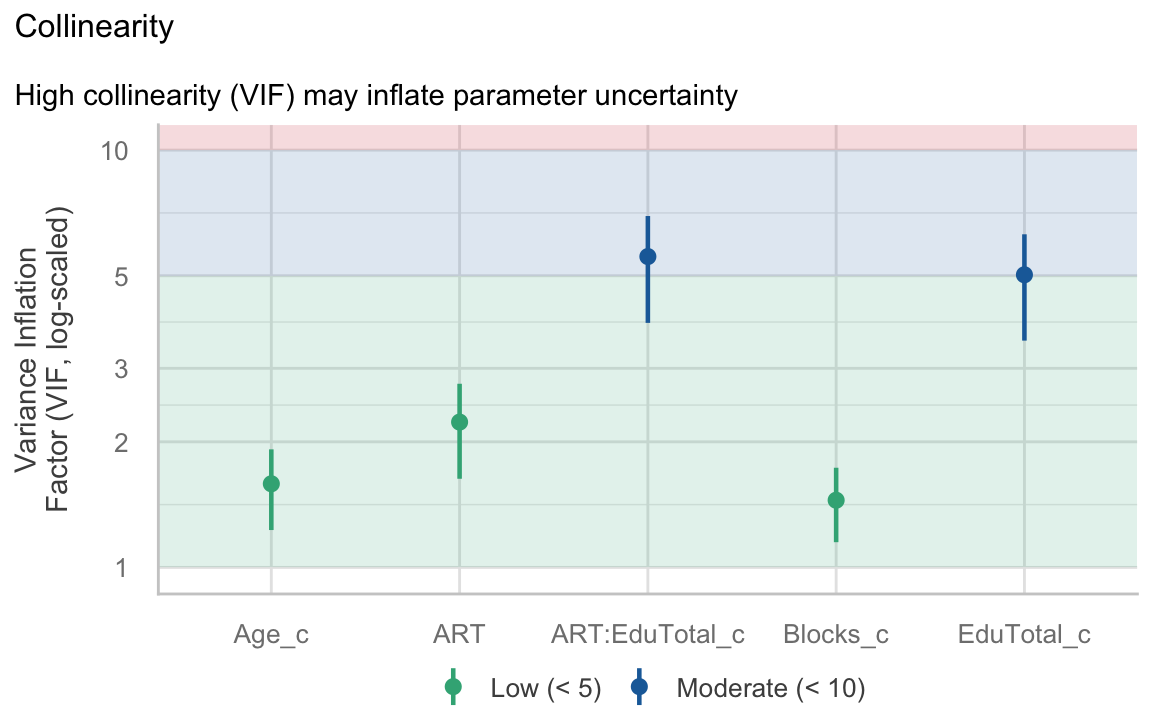 Collinearity
High collinearity (VIF) may inflate parameter uncertainty
Variance Inflation
Factor (VIF, log-scaled)
10
5
3
2
1
Age_c
ART
ART:EduTotal_c
Blocks_c
EduTotal_c
Low (< 5)
Moderate (< 10)